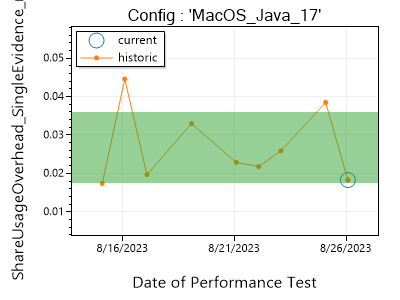 Config : 'MacOS_Java_17'
current
historic
0.05
0.04
0.03
0.02
0.01
8/16/2023
8/21/2023
8/26/2023
Date of Performance Test
ShareUsageOverhead_SingleEvidence_